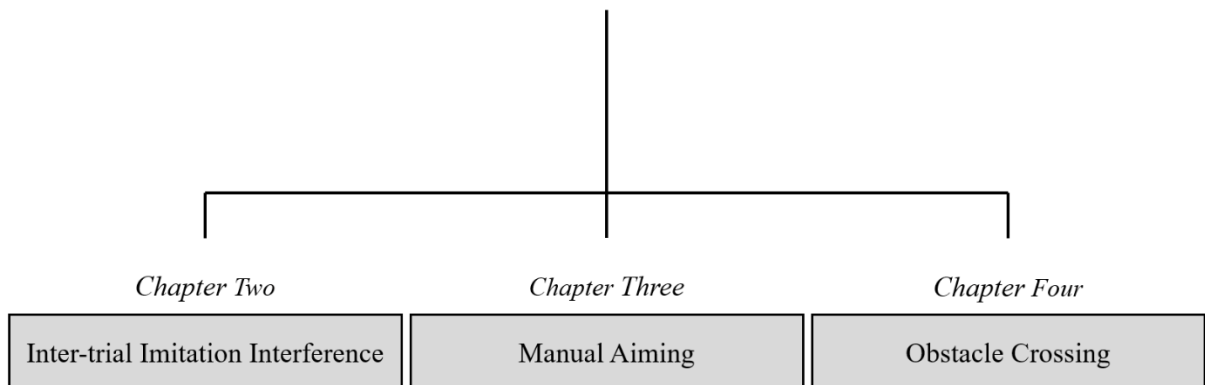 Chapter Two
Chapter Three
Chapter Four
Inter-trial Imitation Interference
Manual Aiming
Obstacle Crossing